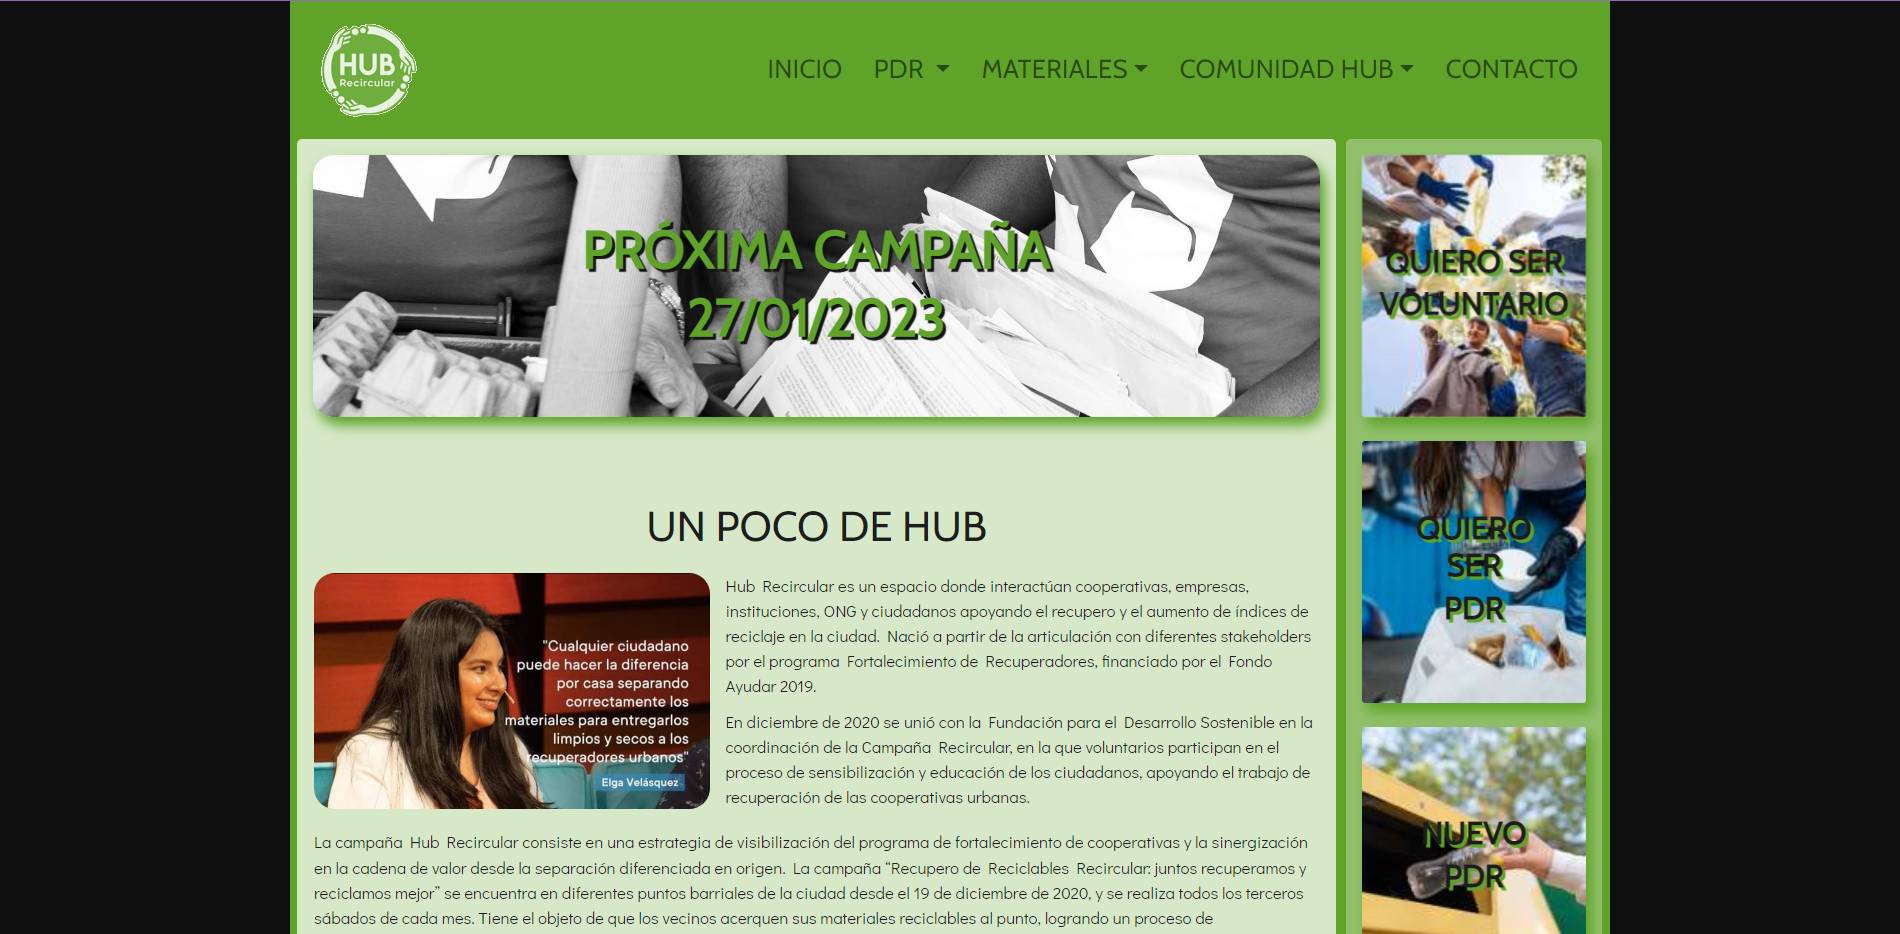 HUB
Recircular
INICIO
PDR
MATERIALES
COMUNIDAD HUB
CONTACTO
PRÓXIMA CAMPAÑA
27/01/2023
QUIERO SER
VOLUNTARIO
QUIERO
SER
PDR
NUEVO
PDR
UN POCO DE HUB
"Cualquier ciudadano
puede hacer la diferencia
por casa separando
correctamente los
materiales para entregarlos
limpios y secos a los
recuperadores urbanos"
Elga Velásquez
Hub Recircular es un espacio donde interactúan cooperativas, empresas,
instituciones, ONG y ciudadanos apoyando el recupero y el aumento de índices de
reciclaje en la ciudad. Nació a partir de la articulación con diferentes stakeholders
por el programa Fortalecimiento de Recuperadores, financiado por el Fondo
Ayudar 2019.
En diciembre de 2020 se unió con la Fundación para el Desarrollo Sostenible en la
coordinación de la Campaña Recircular, en la que voluntarios participan en el
proceso de sensibilización y educación de los ciudadanos, apoyando el trabajo de
recuperación de las cooperativas urbanas.
La campaña Hub Recircular consiste en una estrategia de visibilización del programa de fortalecimiento de cooperativas y la sinergización
en la cadena de valor desde la separación diferenciada en origen. La campaña “Recupero de Reciclables Recircular: juntos recuperamos y
reciclamos mejor” se encuentra en diferentes puntos barriales de la ciudad desde el 19 de diciembre de 2020, y se realiza todos los terceros
sábados de cada mes. Tiene el objeto de que los vecinos acerquen sus materiales reciclables al punto, logrando un proceso de